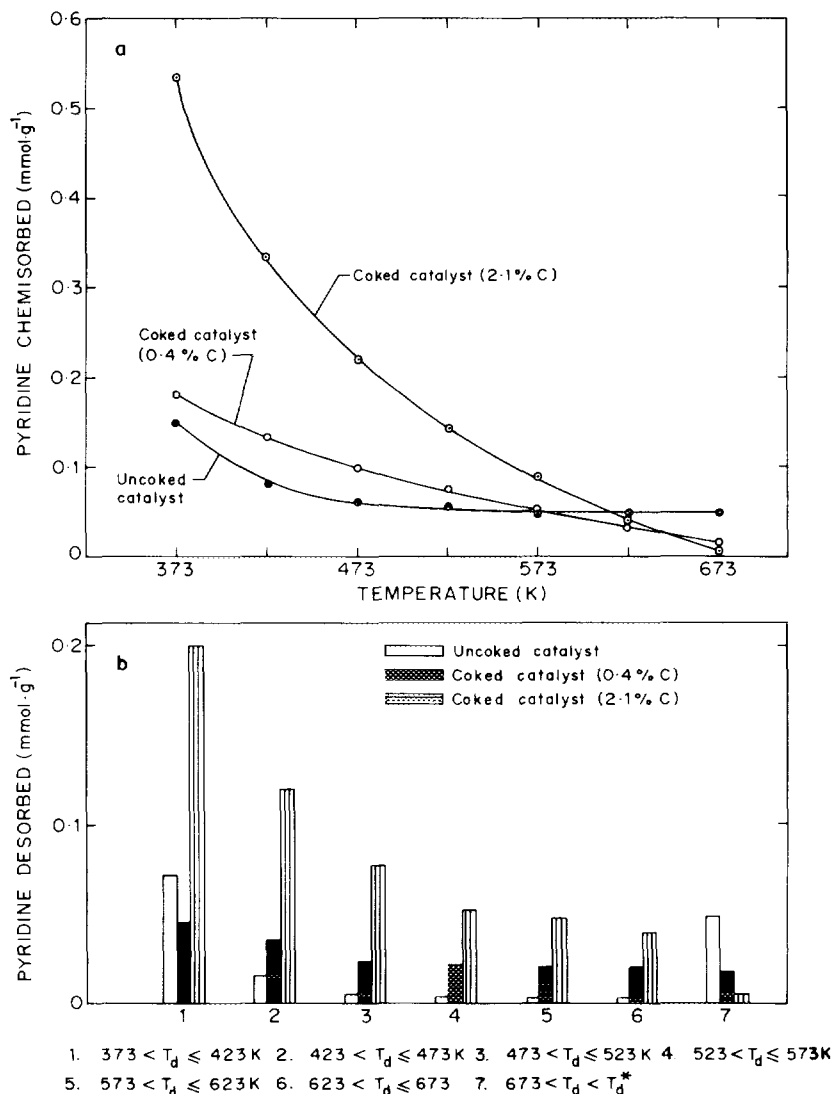 a
0·6
0·5
0·4
0·3
0·2
0·1
0
PYRIDINE CHEMISORBED (mmol·g⁻¹)
Coked catalyst (2·1% C)
Coked catalyst
(0·4 % C)
Uncoked
catalyst
373 473 573 673
TEMPERATURE (K)
b
0·2
0·1
0
PYRIDINE DESORBED (mmol·g⁻¹)
Uncoked catalyst
Coked catalyst (0·4% C)
Coked catalyst (2·1% C)
1 2 3 4 5 6 7
1. 373 < T_d ⩽ 423 K 2. 423 < T_d ⩽ 473 K 3. 473 < T_d ⩽ 523 K 4. 523 < T_d ⩽ 573K
5. 573 < T_d ⩽ 623 K 6. 623 < T_d ⩽ 673 7. 673 < T_d < T_d*